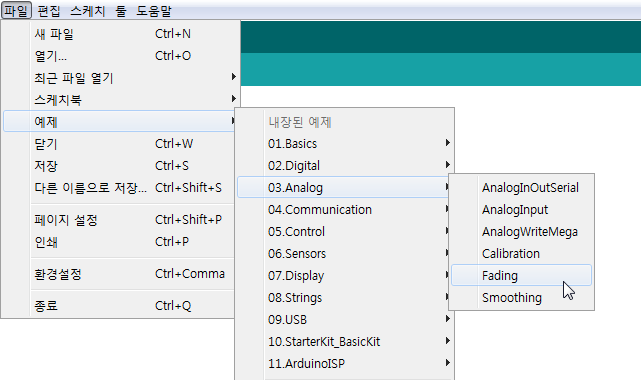 파일 편집 스케치 툴 도움말
새 파일 Ctrl+N
열기... Ctrl+O
최근 파일 열기
스케치북
예제
닫기 Ctrl+W
저장 Ctrl+S
다른 이름으로 저장... Ctrl+Shift+S
페이지 설정 Ctrl+Shift+P
인쇄 Ctrl+P
환경설정 Ctrl+Comma
종료 Ctrl+Q
내장된 예제
01.Basics
02.Digital
03.Analog
04.Communication
05.Control
06.Sensors
07.Display
08.Strings
09.USB
10.StarterKit_BasicKit
11.ArduinoISP
AnalogInOutSerial
AnalogInput
AnalogWriteMega
Calibration
Fading
Smoothing